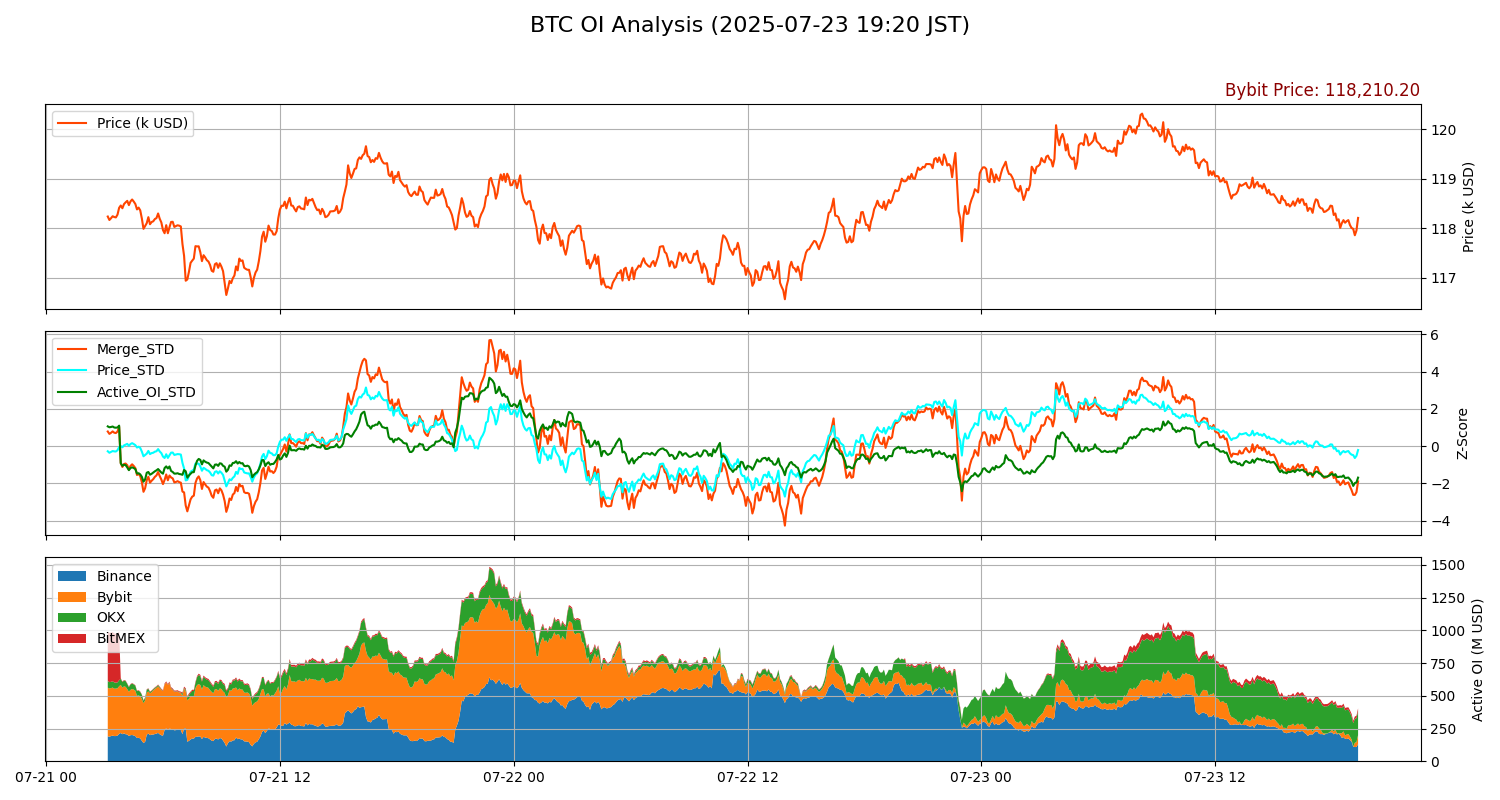 BTC OI Analysis (2025-07-23 19:20 JST)
Bybit Price: 118,210.20
Price (k USD)
120
119
118
117
Price (k USD)
Merge_STD
Price_STD
Active_OI_STD
6
4
2
0
−2
−4
Z-Score
Binance
Bybit
OKX
BitMEX
1500
1250
1000
750
500
250
0
Active OI (M USD)
07-21 00
07-21 12
07-22 00
07-22 12
07-23 00
07-23 12